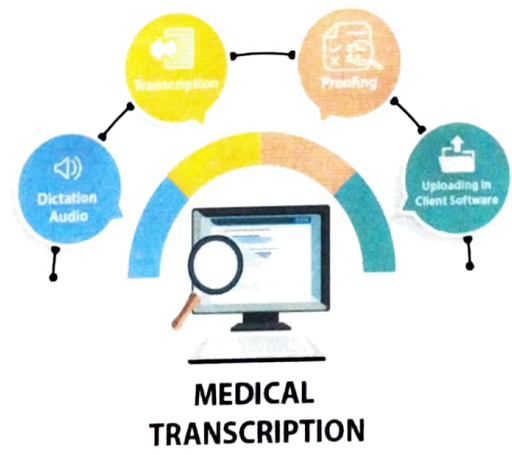 Dictation
Audio
Transcription
Proofing
Uploading in
Client Software
MEDICAL
TRANSCRIPTION